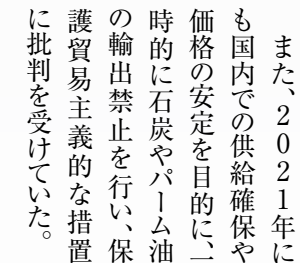 また、2021年に
も国内での供給確保や
価格の安定を目的に、一
時的に石炭やパーム油
の輸出禁止を行い、保
護貿易主義的な措置
に批判を受けていた。